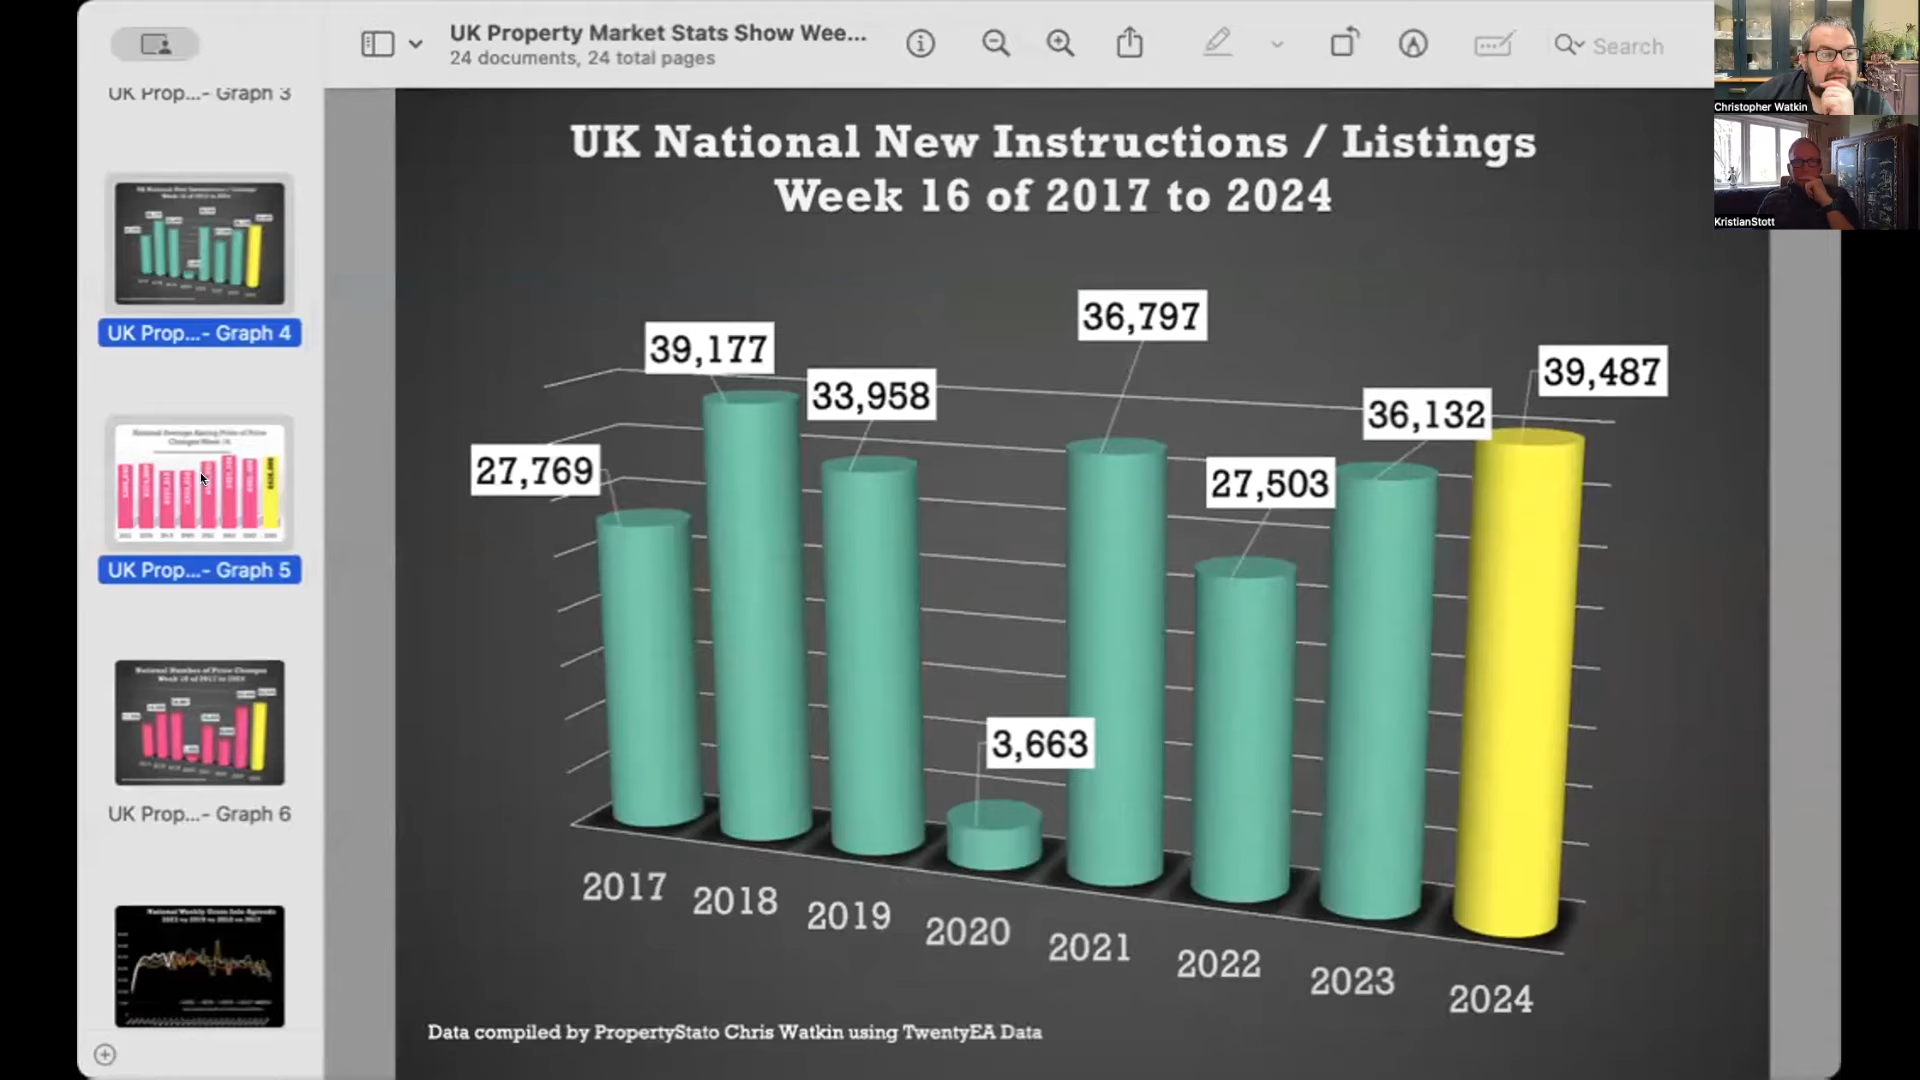 UK Property Market Stats Show Wee...
24 documents, 24 total pages
Search
Christopher Watkin
KristianStott
UK Prop...- Graph 3
UK Prop...- Graph 4
UK Prop...- Graph 5
UK Prop...- Graph 6
UK National New Instructions / Listings
Week 16 of 2017 to 2024
27,769
39,177
33,958
3,663
36,797
27,503
36,132
39,487
2017
2018
2019
2020
2021
2022
2023
2024
Data compiled by PropertyStato Chris Watkin using TwentyEA Data